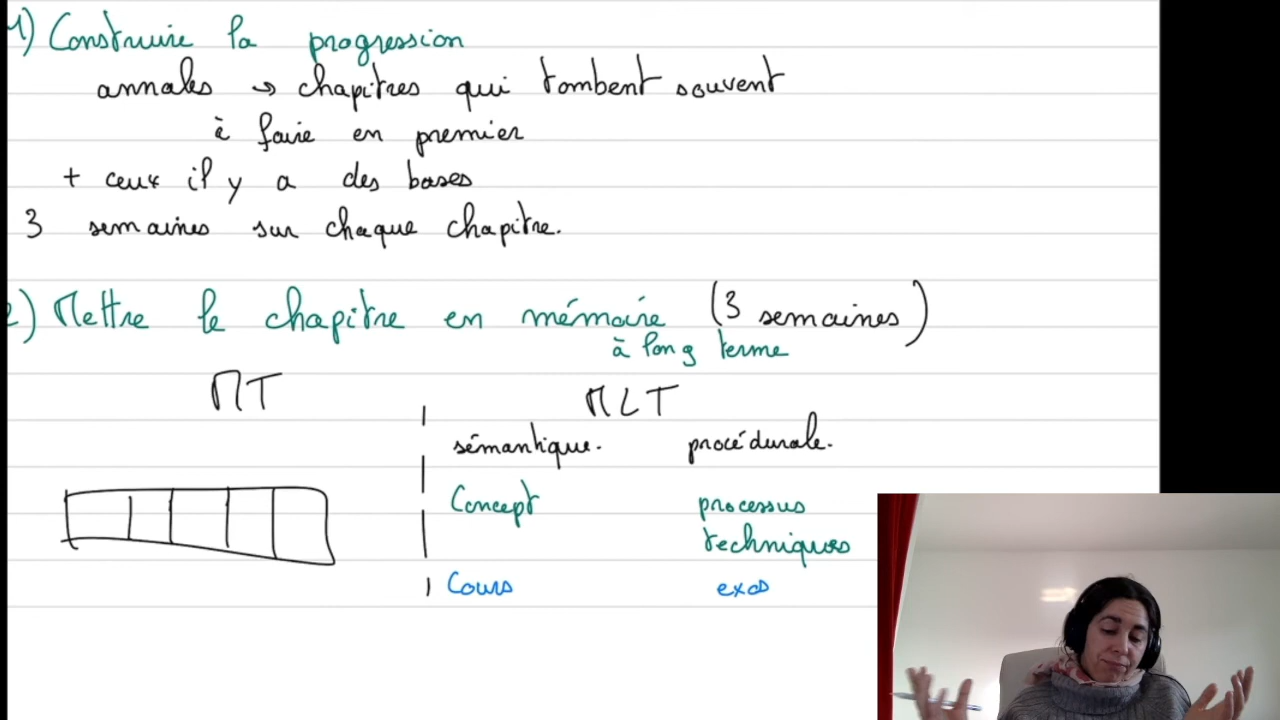 1) Construire la progression
annales → chapitres qui tombent souvent
à faire en premier
+ ceux il y a des bases
3 semaines sur chaque chapitre.
2) Mettre le chapitre en mémoire (3 semaines)
à long terme
MT MLT
sémantique. procédurale.
Concept processus
techniques
Cours exos